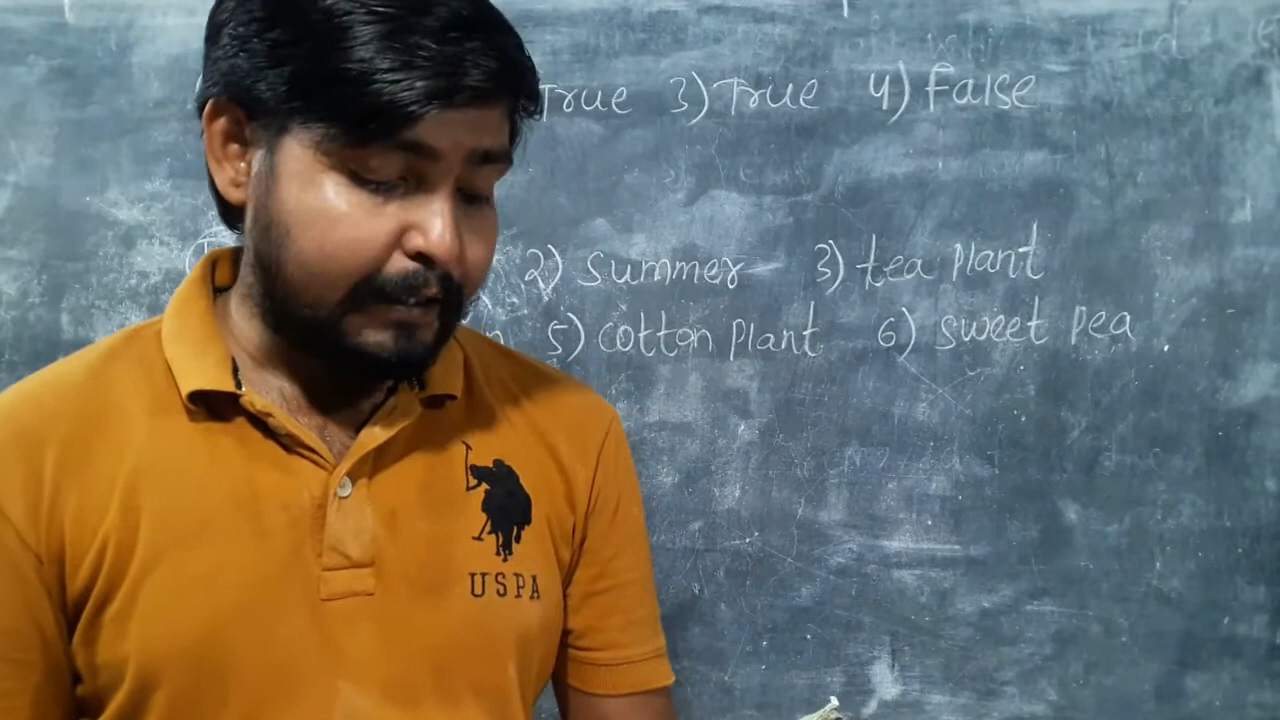 True 3) True 4) False
2) Summer 3) tea plant
5) cotton plant 6) sweet pea
USPA